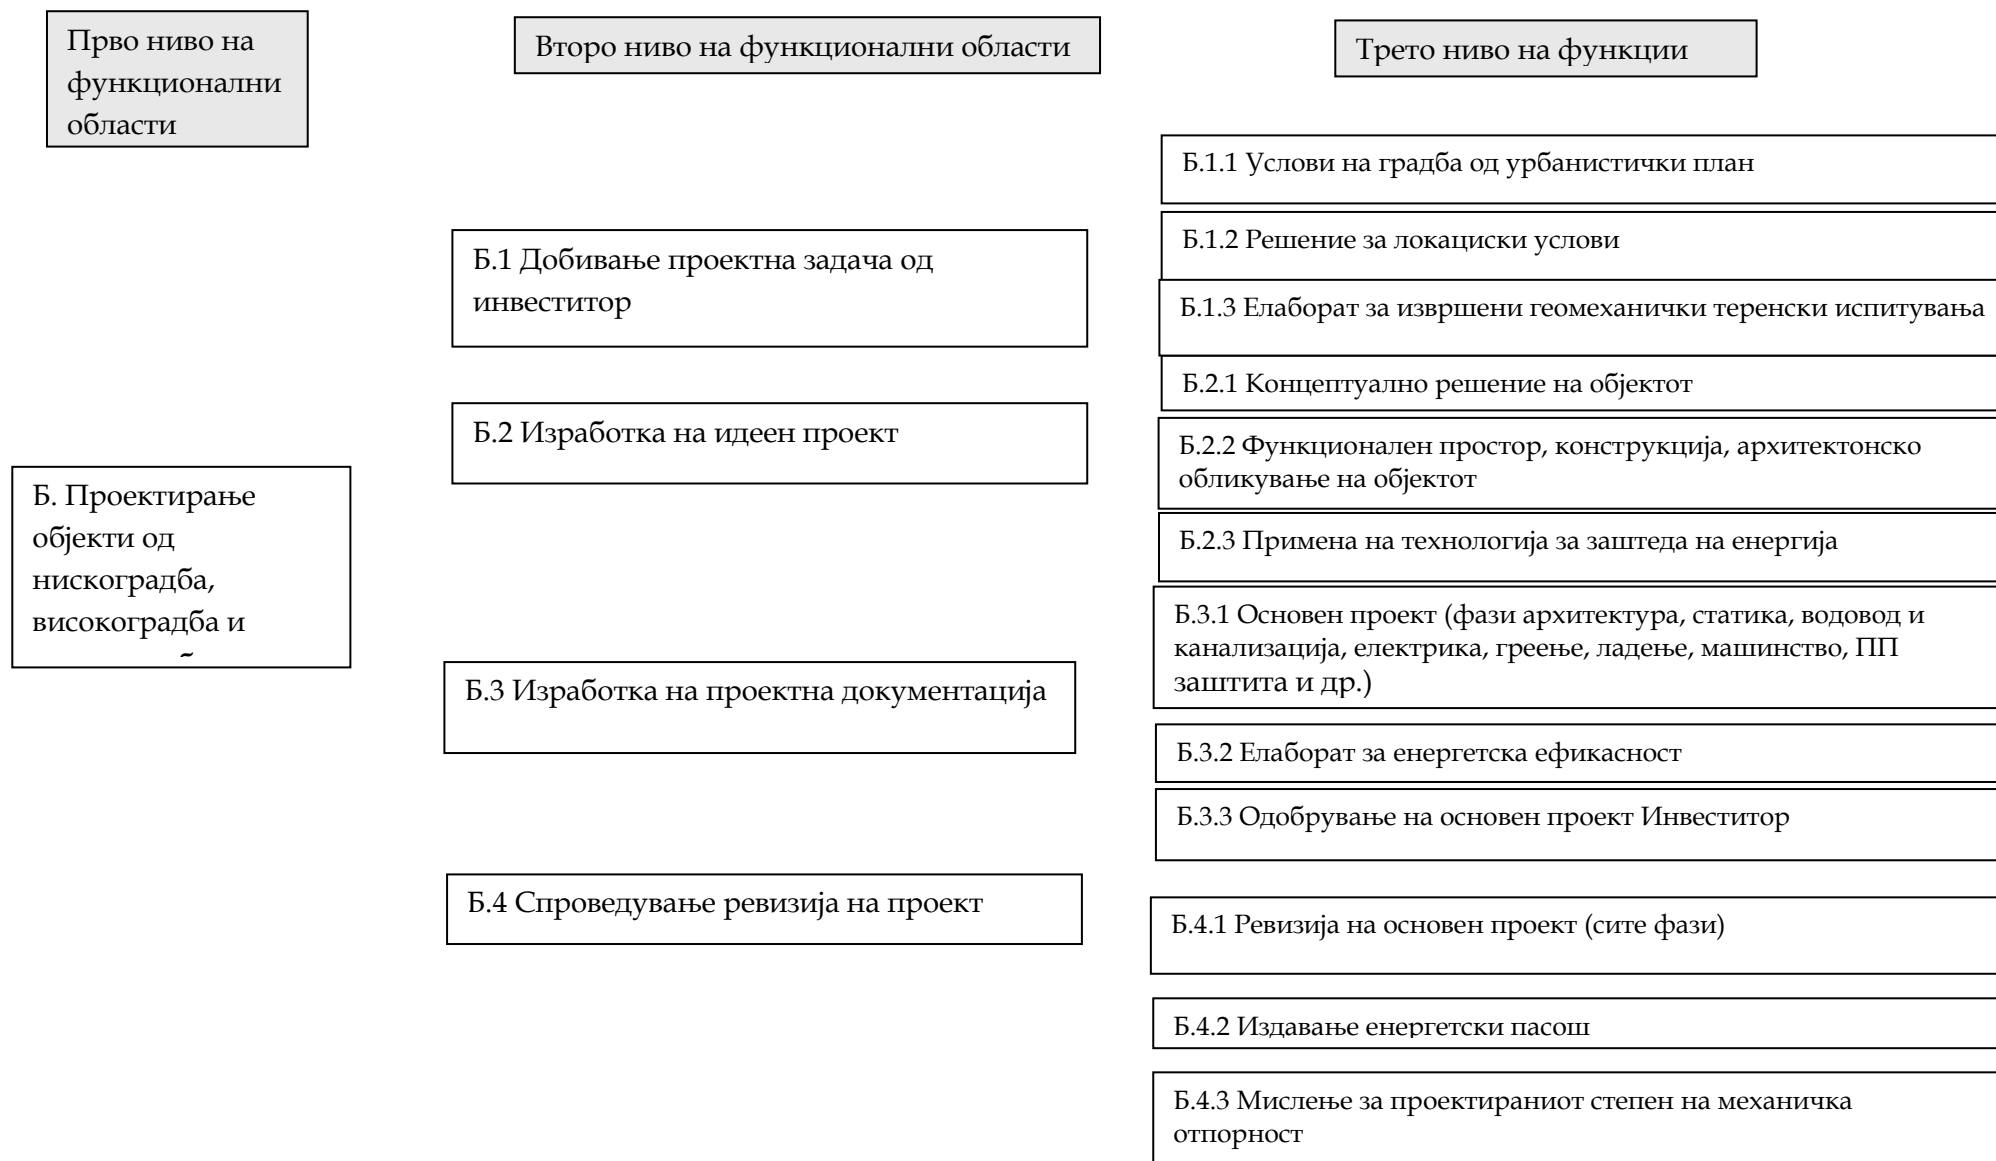 Прво ниво на
функционални
области
Второ ниво на функционални области
Трето ниво на функции
Б. Проектирање
објекти од
нискоградба,
високоградба и
Б.1 Добивање проектна задача од
инвеститор
Б.2 Изработка на идеен проект
Б.3 Изработка на проектна документација
Б.4 Спроведување ревизија на проект
Б.1.1 Услови на градба од урбанистички план
Б.1.2 Решение за локациски услови
Б.1.3 Елаборат за извршени геомеханички теренски испитувања
Б.2.1 Концептуално решение на објектот
Б.2.2 Функционален простор, конструкција, архитектонско
обликување на објектот
Б.2.3 Примена на технологија за заштеда на енергија
Б.3.1 Основен проект (фази архитектура, статика, водовод и
канализација, електрика, греење, ладење, машинство, ПП
заштита и др.)
Б.3.2 Елаборат за енергетска ефикасност
Б.3.3 Одобрување на основен проект Инвеститор
Б.4.1 Ревизија на основен проект (сите фази)
Б.4.2 Издавање енергетски пасош
Б.4.3 Мислење за проектираниот степен на механичка
отпорност